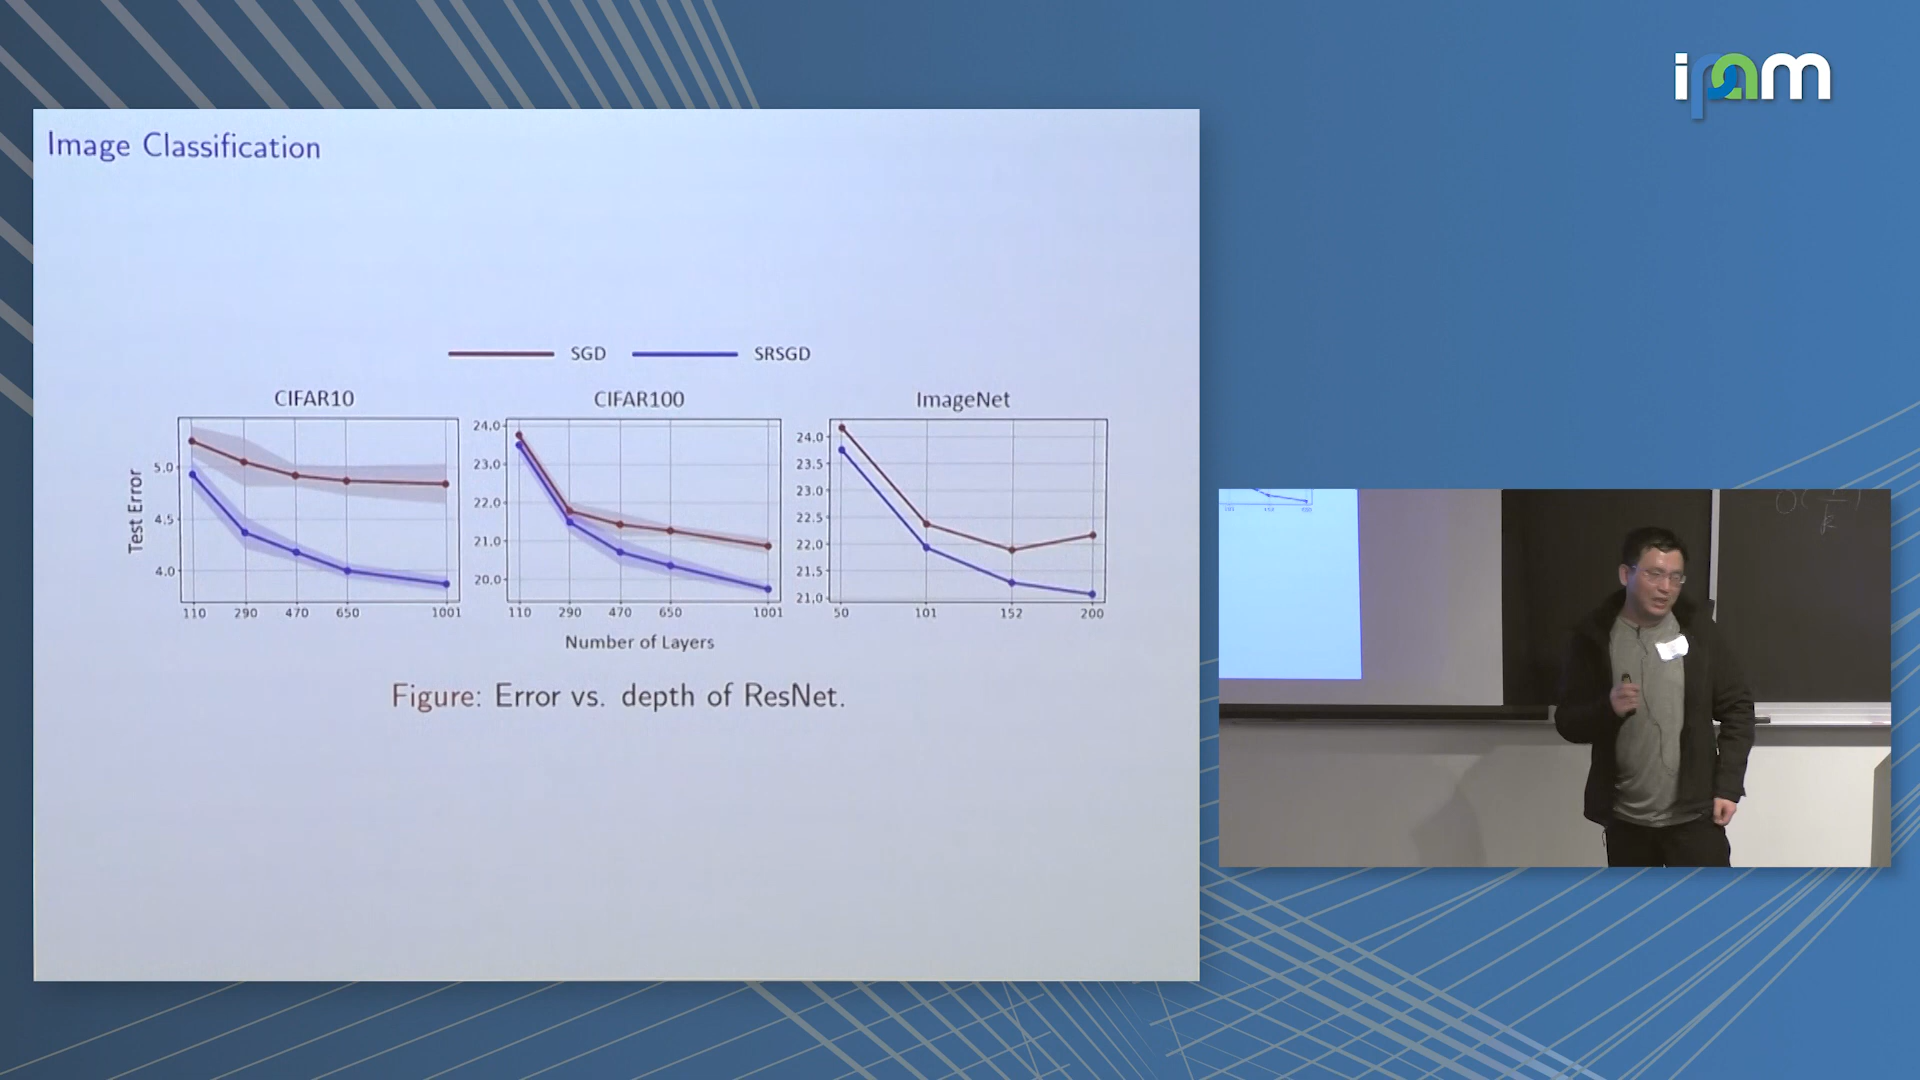 ipam
Image Classification
SGD SRSGD
CIFAR10 CIFAR100 ImageNet
Test Error
5.0
4.5
4.0
110 290 470 650 1001
24.0
23.0
22.0
21.0
20.0
110 290 470 650 1001
24.0
23.5
23.0
22.5
22.0
21.5
21.0
50 101 152 200
Number of Layers
Figure: Error vs. depth of ResNet.